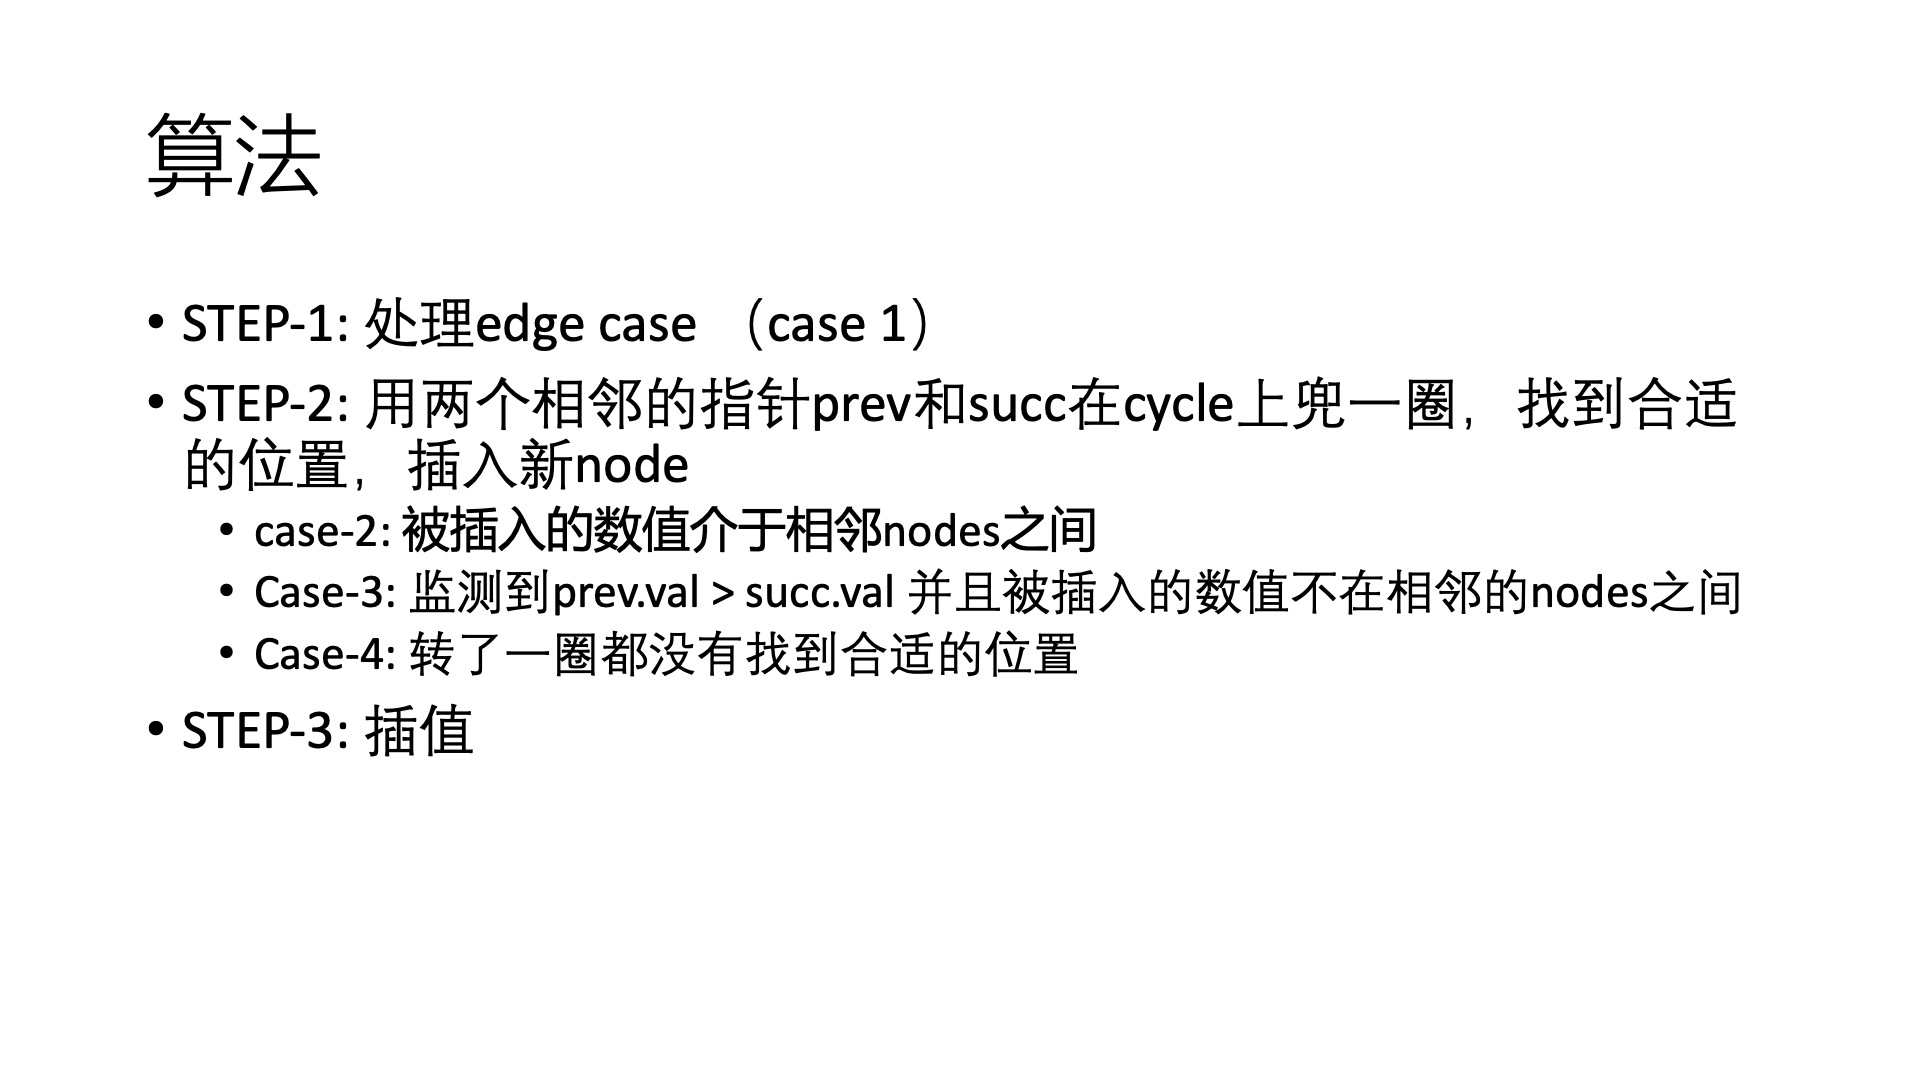 算法
• STEP-1: 处理edge case （case 1）
• STEP-2: 用两个相邻的指针prev和succ在cycle上兜一圈，找到合适
的位置，插入新node
• case-2: 被插入的数值介于相邻nodes之间
• Case-3: 监测到prev.val > succ.val 并且被插入的数值不在相邻的nodes之间
• Case-4: 转了一圈都没有找到合适的位置
• STEP-3: 插值